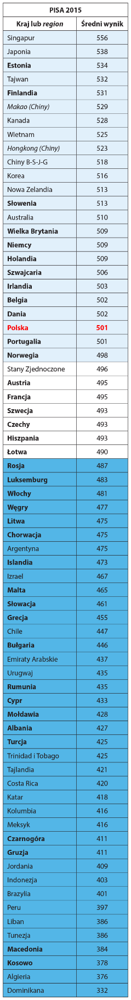 PISA 2015
Kraj lub region Średni wynik
Singapur 556
Japonia 538
Estonia 534
Tajwan 532
Finlandia 531
Makao (Chiny) 529
Kanada 528
Wietnam 525
Hongkong (Chiny) 523
Chiny B-S-J-G 518
Korea 516
Nowa Zelandia 513
Słowenia 513
Australia 510
Wielka Brytania 509
Niemcy 509
Holandia 509
Szwajcaria 506
Irlandia 503
Belgia 502
Dania 502
Polska 501
Portugalia 501
Norwegia 498
Stany Zjednoczone 496
Austria 495
Francja 495
Szwecja 493
Czechy 493
Hiszpania 493
Łotwa 490
Rosja 487
Luksemburg 483
Włochy 481
Węgry 477
Litwa 475
Chorwacja 475
Argentyna 475
Islandia 473
Izrael 467
Malta 465
Słowacja 461
Grecja 455
Chile 447
Bułgaria 446
Emiraty Arabskie 437
Urugwaj 435
Rumunia 435
Cypr 433
Mołdawia 428
Albania 427
Turcja 425
Trinidad i Tobago 425
Tajlandia 421
Costa Rica 420
Katar 418
Kolumbia 416
Meksyk 416
Czarnogóra 411
Gruzja 411
Jordania 409
Indonezja 403
Brazylia 401
Peru 397
Liban 386
Tunezja 386
Macedonia 384
Kosowo 378
Algieria 376
Dominikana 332